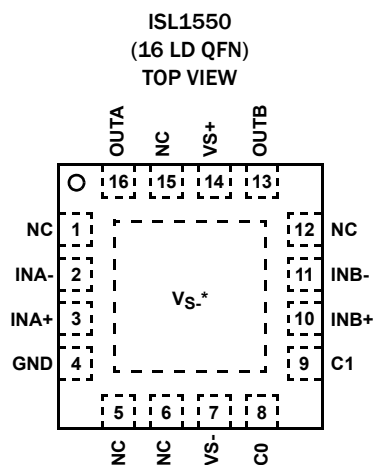 ISL1550
(16 LD QFN)
TOP VIEW
OUTA
NC
VS+
OUTB
16
15
14
13
NC 1
12 NC
INA- 2
11 INB-
VS-*
INA+ 3
10 INB+
GND 4
9 C1
5
6
7
8
NC
NC
VS-
C0